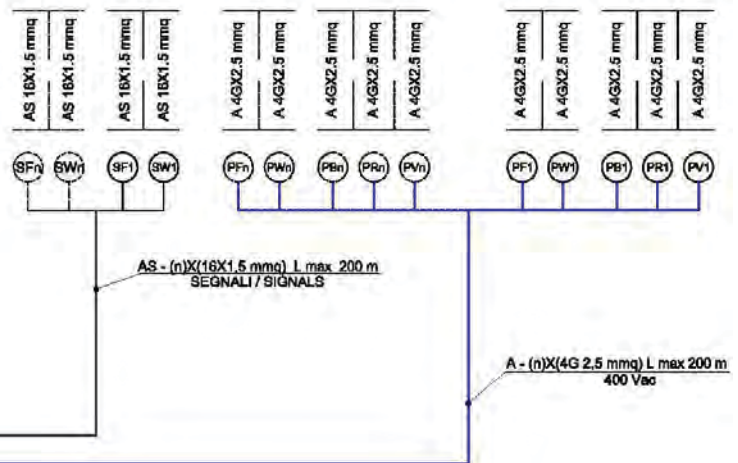 AS 16X1.5 mmq
AS 16X1.5 mmq
AS 16X1.5 mmq
AS 16X1.5 mmq
A 4GX2.5 mmq
A 4GX2.5 mmq
A 4GX2.5 mmq
A 4GX2.5 mmq
A 4GX2.5 mmq
A 4GX2.5 mmq
A 4GX2.5 mmq
A 4GX2.5 mmq
A 4GX2.5 mmq
A 4GX2.5 mmq
SFn SWn SF1 SW1 PFn PWn PBn PRn PVn PF1 PW1 PB1 PR1 PV1
AS - (n)X(16X1,5 mmq) L max 200 m
SEGNALI / SIGNALS
A - (n)X(4G 2,5 mmq) L max 200 m
400 Vac